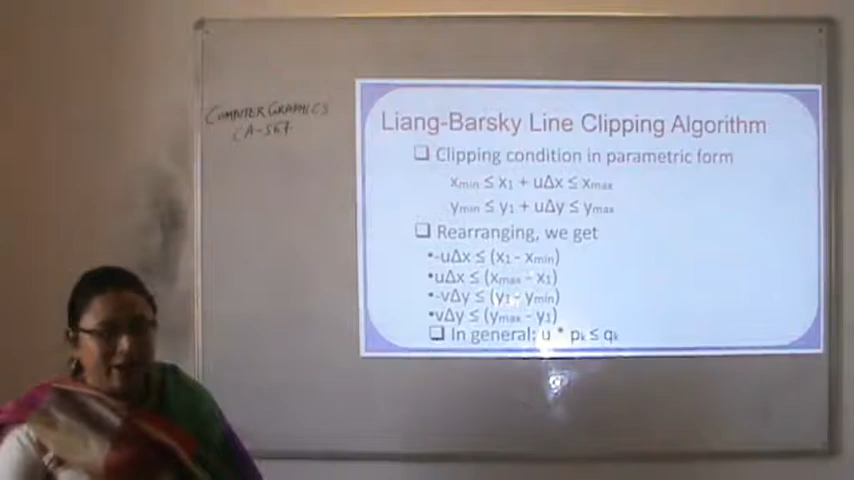 COMPUTER GRAPHICS
CA-567
Liang-Barsky Line Clipping Algorithm
❑ Clipping condition in parametric form
xmin ≤ x1 + uΔx ≤ xmax
ymin ≤ y1 + uΔy ≤ ymax
❑ Rearranging, we get
•-uΔx ≤ (x1 - xmin)
•uΔx ≤ (xmax - x1)
•-vΔy ≤ (y1 - ymin)
•vΔy ≤ (ymax - y1)
❑ In general: u * pk ≤ qk